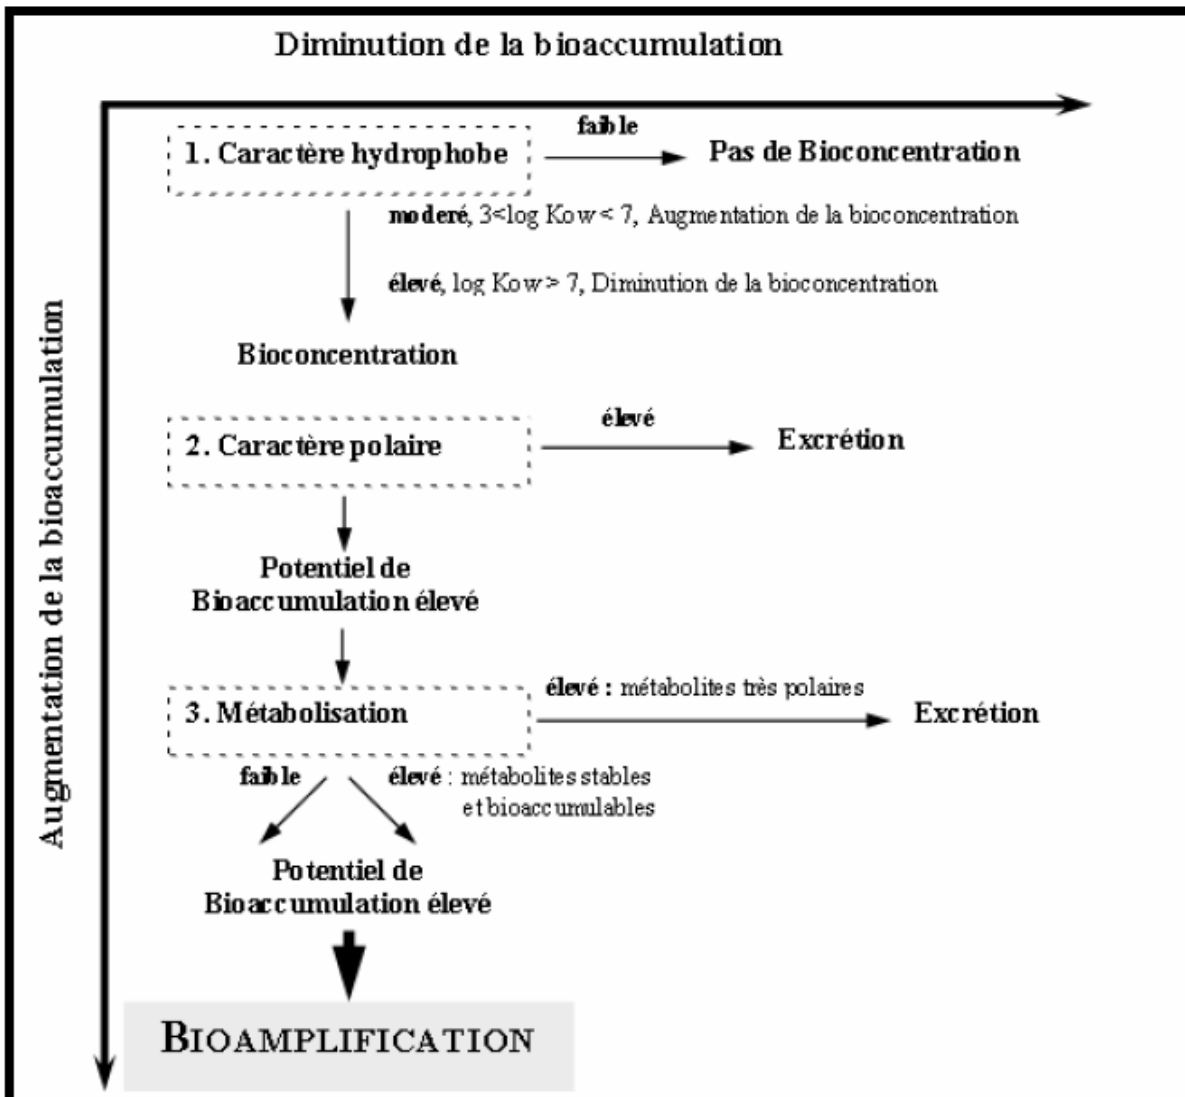 Diminution de la bioaccumulation
faible
1. Caractère hydrophobe
Pas de Bioconcentration
moderé, 3<log Kow < 7, Augmentation de la bioconcentration
élevé, log Kow > 7, Diminution de la bioconcentration
Bioconcentration
Augmentation de la bioaccumulation
élevé
2. Caractère polaire
Excrétion
Potentiel de
Bioaccumulation élevé
élevé : métabolites très polaires
3. Métabolisation
Excrétion
faible
élevé : métabolites stables
et bioaccumulables
Potentiel de
Bioaccumulation élevé
BIOAMPLIFICATION